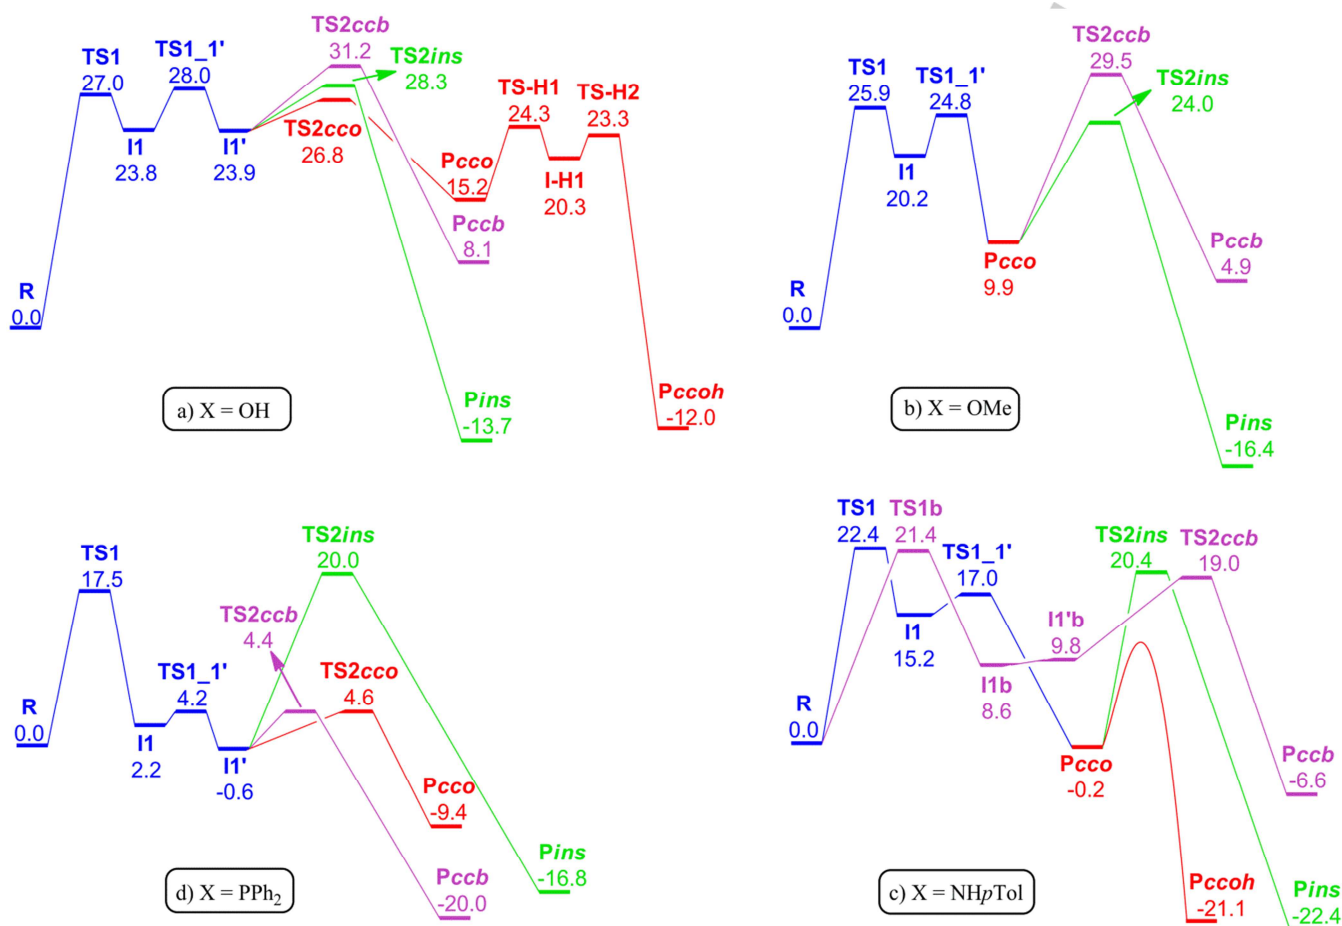 TS1
27.0
TS1_1'
28.0
TS2ccb
31.2
TS2ins
28.3
TS2cco
26.8
R
0.0
I1
23.8
I1'
23.9
Pcco
15.2
Pccb
8.1
TS-H1
24.3
TS-H2
23.3
I-H1
20.3
Pins
-13.7
Pccoh
-12.0
a) X = OH
TS1
25.9
TS1_1'
24.8
TS2ccb
29.5
TS2ins
24.0
R
0.0
I1
20.2
Pcco
9.9
Pccb
4.9
Pins
-16.4
b) X = OMe
TS1
17.5
TS2ins
20.0
TS2ccb
4.4
TS1_1'
4.2
TS2cco
4.6
R
0.0
I1
2.2
I1'
-0.6
Pcco
-9.4
Pccb
-20.0
Pins
-16.8
d) X = PPh2
TS1
22.4
TS1b
21.4
TS1_1'
17.0
TS2ins
20.4
TS2ccb
19.0
R
0.0
I1
15.2
I1b
8.6
I1'b
9.8
Pcco
-0.2
Pccb
-6.6
Pccoh
-21.1
Pins
-22.4
c) X = NHpTol